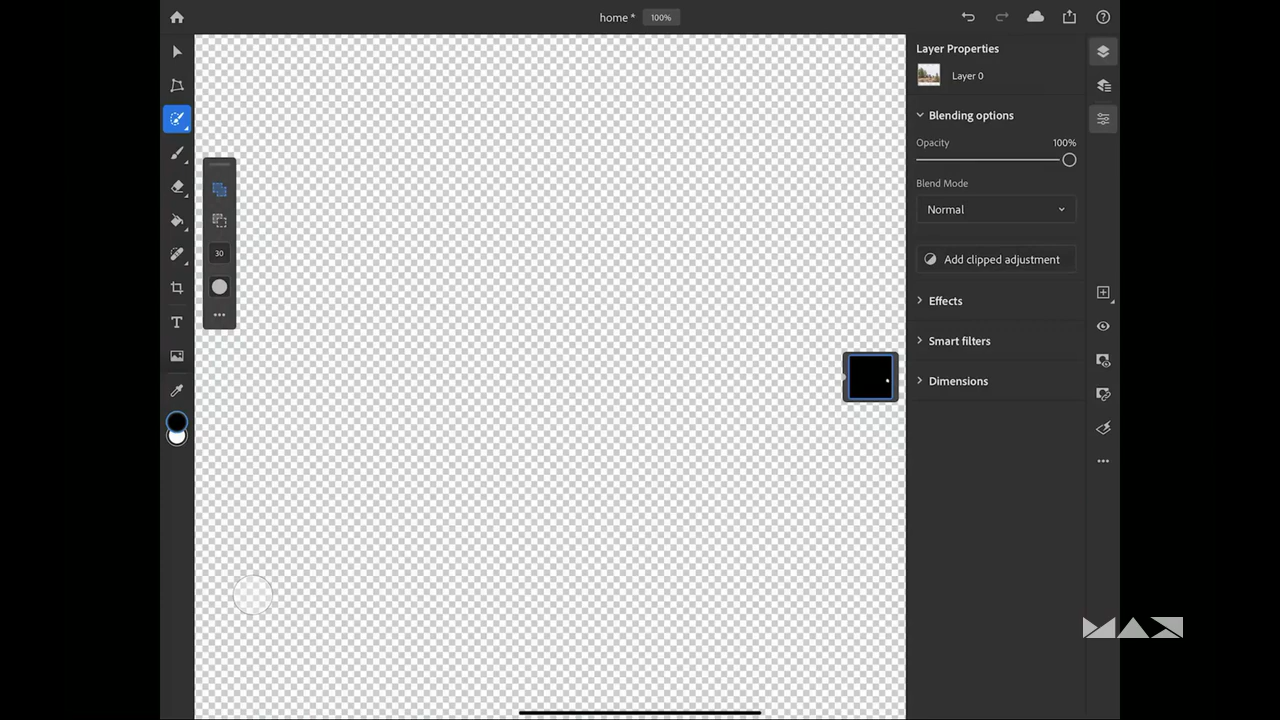 home *
100%
Layer Properties
Layer 0
Blending options
Opacity
100%
Blend Mode
Normal
Add clipped adjustment
Effects
Smart filters
Dimensions
30
T
MAX